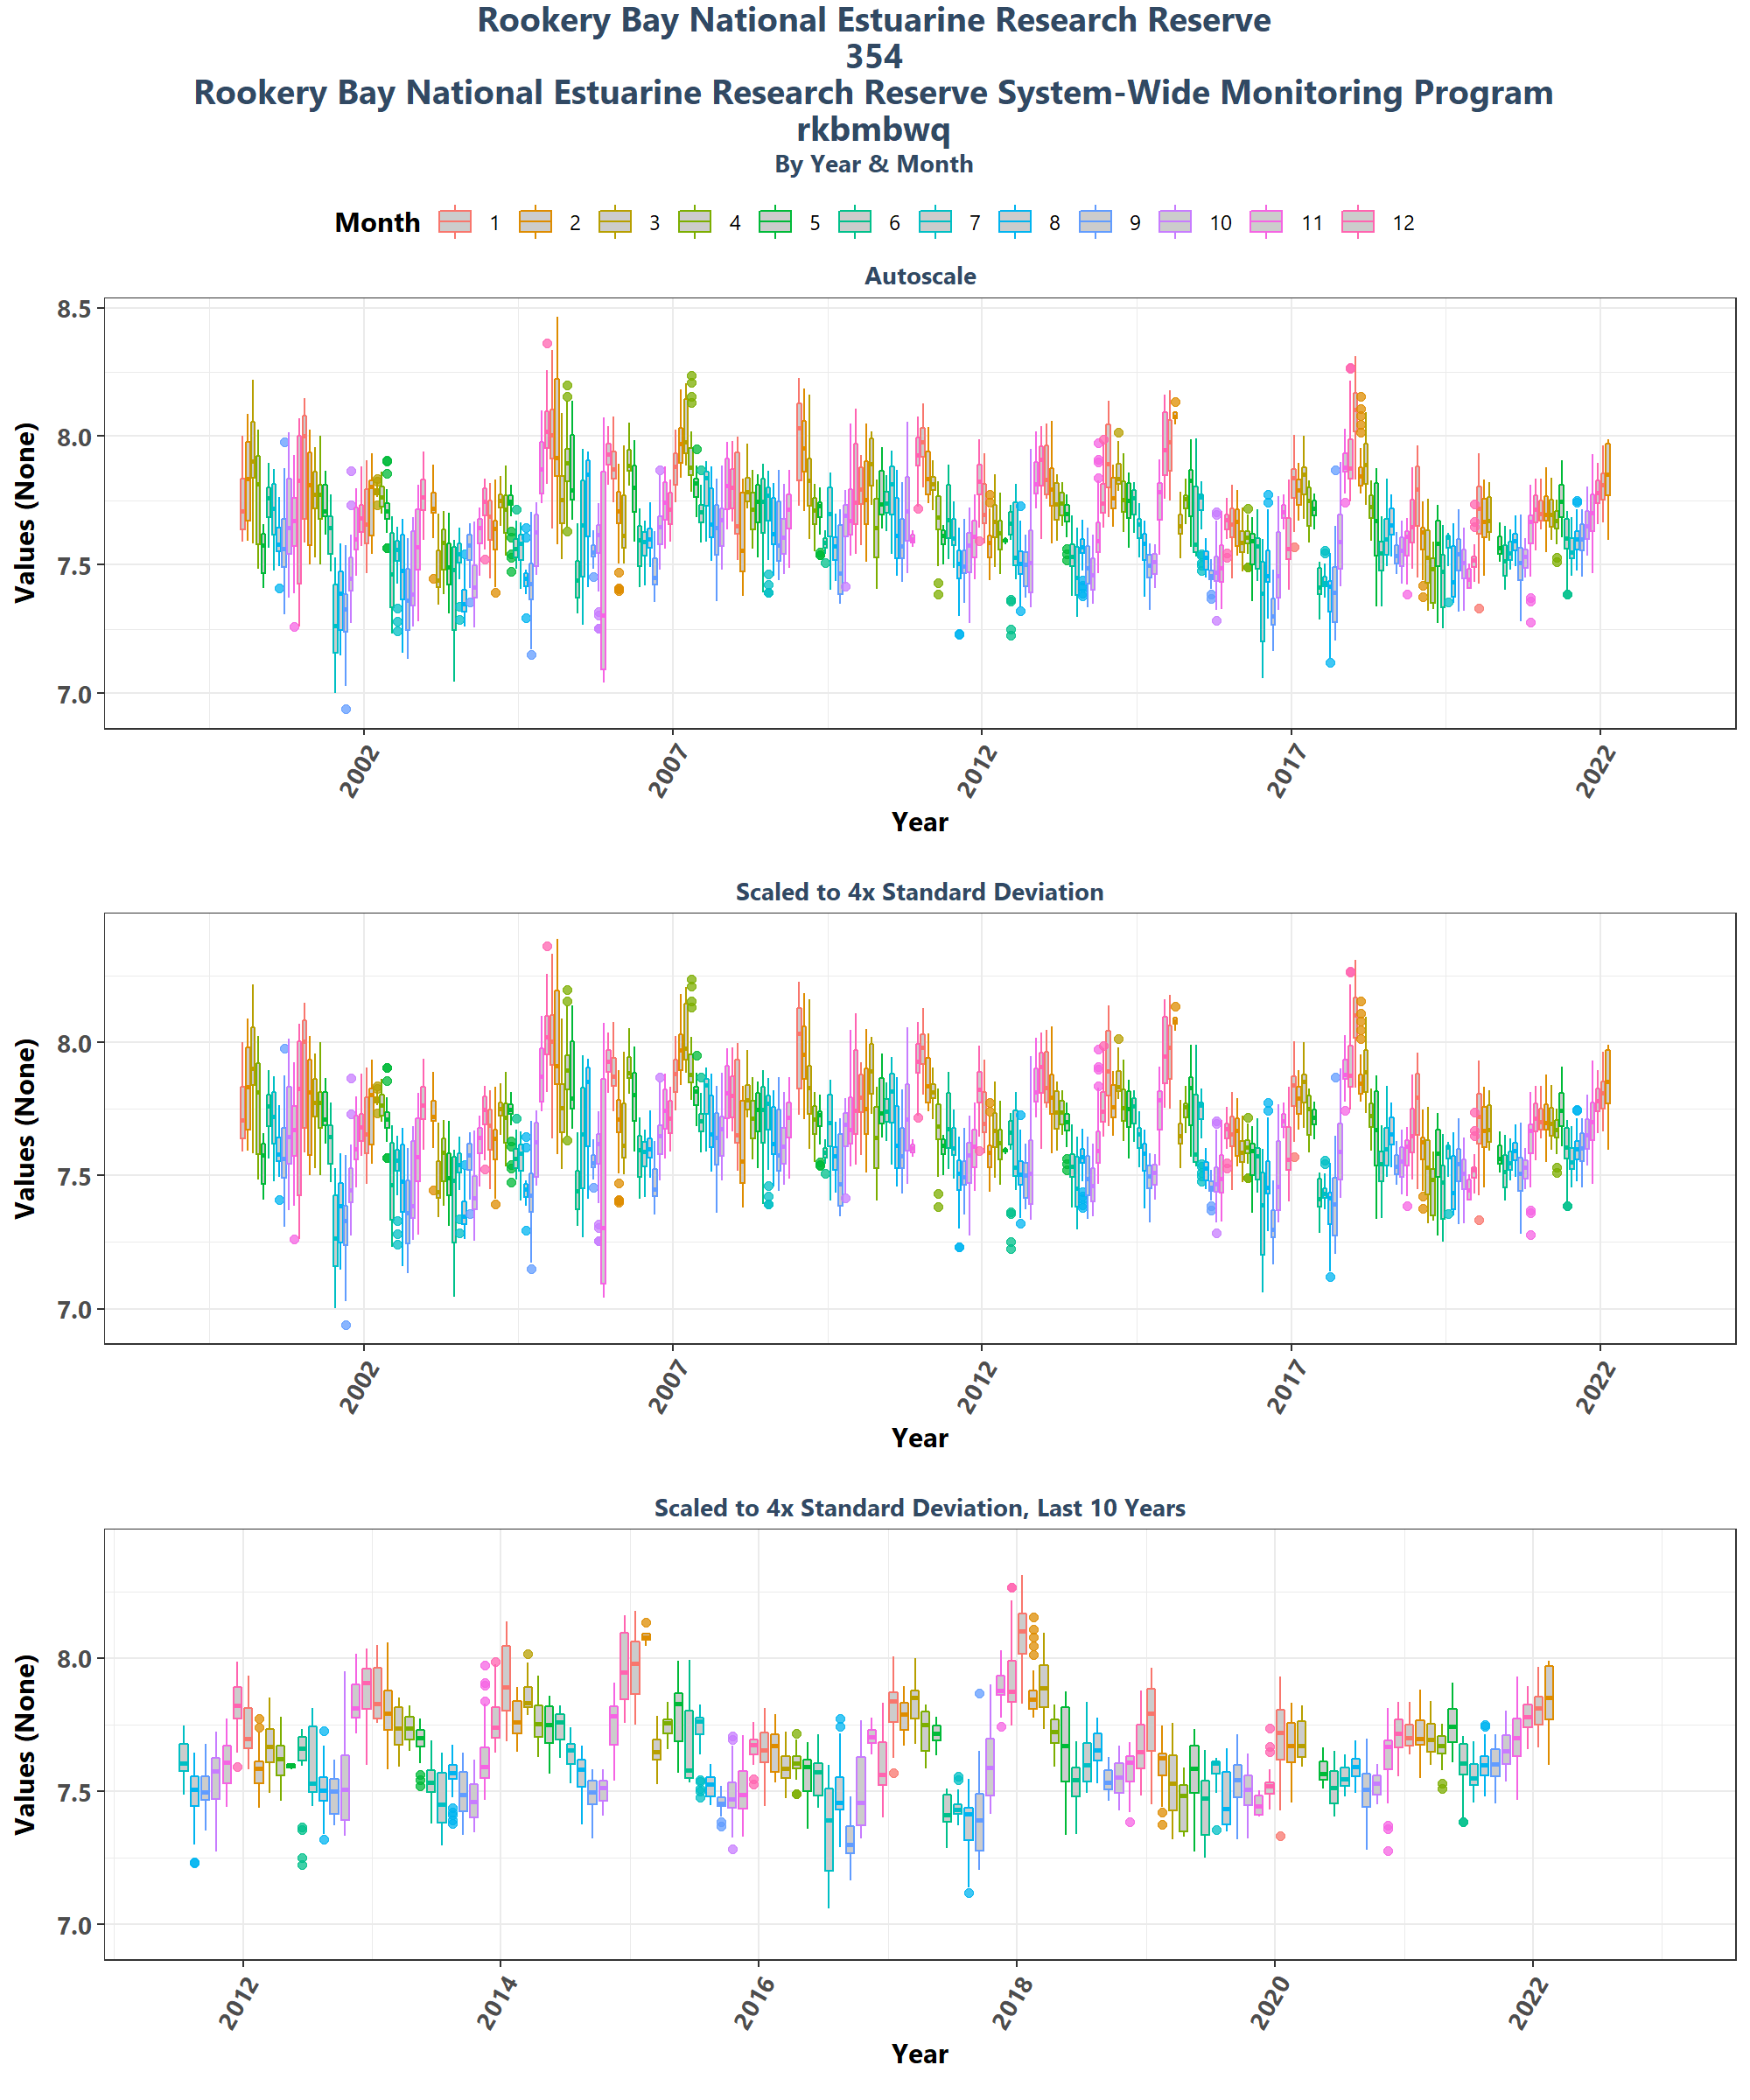 Rookery Bay National Estuarine Research Reserve
354
Rookery Bay National Estuarine Research Reserve System-Wide Monitoring Program
rkbmbwq
By Year & Month
Month 1 2 3 4 5 6 7 8 9 10 11 12
Autoscale
Values (None)
8.5
8.0
7.5
7.0
2002 2007 2012 2017 2022
Year
Scaled to 4x Standard Deviation
Values (None)
8.0
7.5
7.0
2002 2007 2012 2017 2022
Year
Scaled to 4x Standard Deviation, Last 10 Years
Values (None)
8.0
7.5
7.0
2012 2014 2016 2018 2020 2022
Year